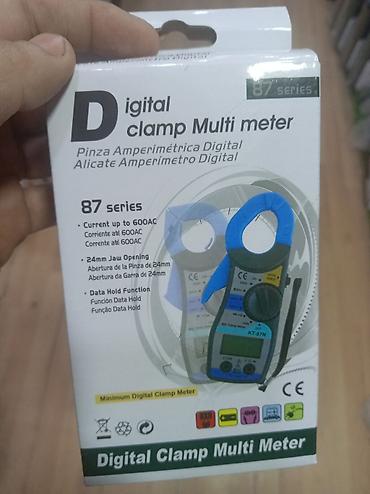 87 series
Digital
clamp Multi meter
Pinza Amperimétrica Digital
Alicate Amperímetro Digital
87 series
• Current up to 600AC
Corriente até 600AC
Corrente até 600AC
• 24mm Jaw Opening
Abertura de la Pinza de 24mm
Abertura da Garra de 24mm
• Data Hold Function
Función Data Hold
Função Data Hold
KT-87N
Minimum Digital Clamp Meter
CE
Digital Clamp Multi Meter